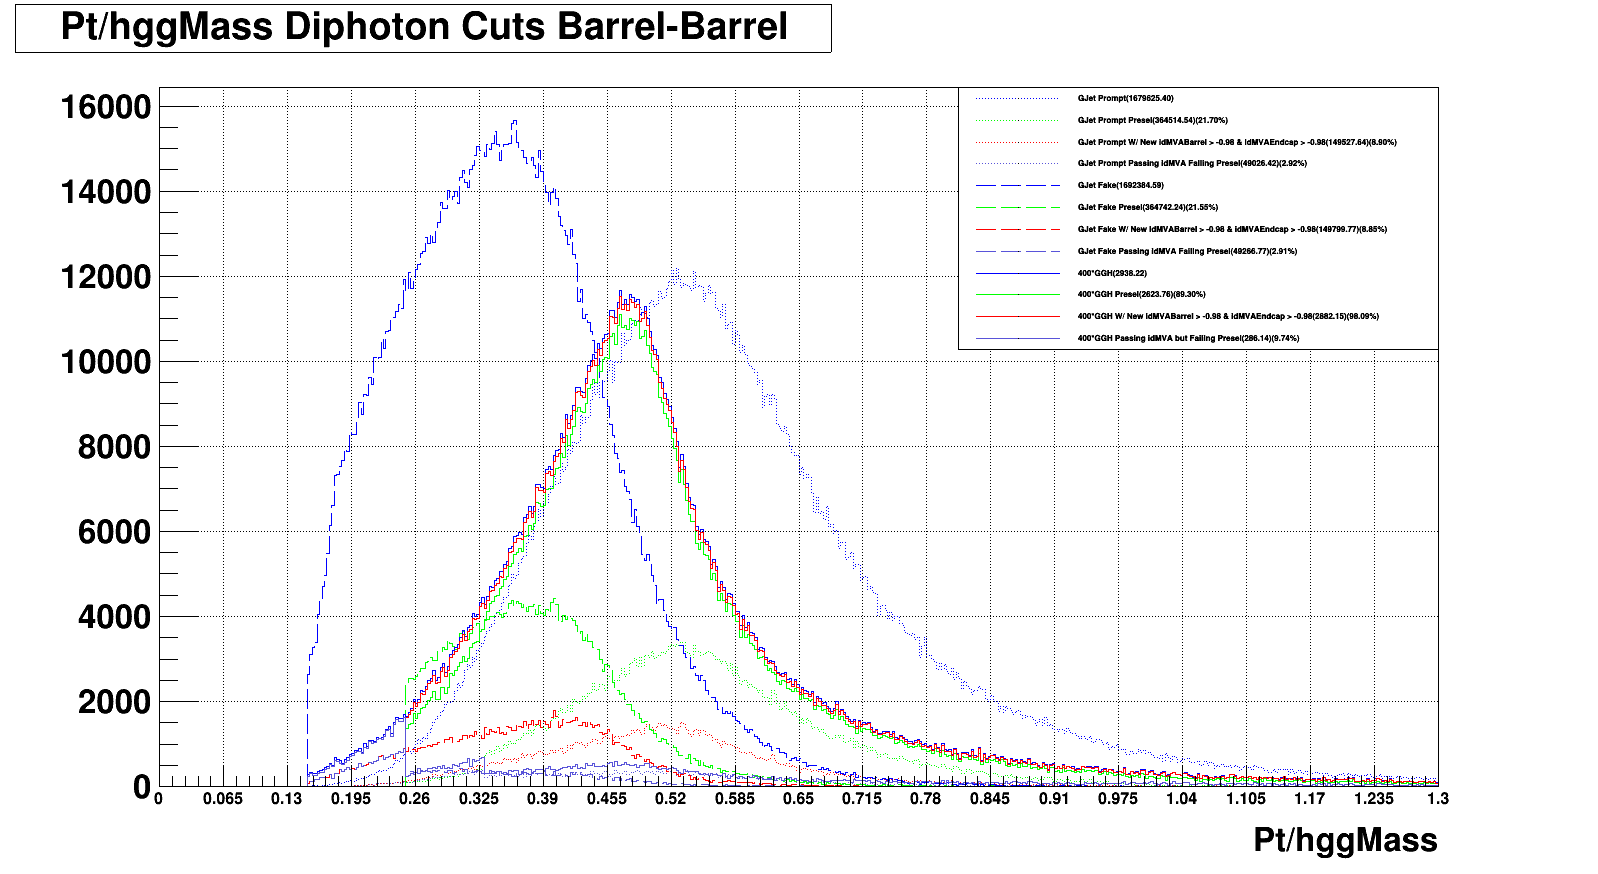 Pt/hggMass Diphoton Cuts Barrel-Barrel
16000
14000
12000
10000
8000
6000
4000
2000
0
GJet Prompt(1679625.40)
GJet Prompt Presel(364514.54)(21.70%)
GJet Prompt W/ New idMVABarrel > -0.98 & idMVAEndcap > -0.98(149527.64)(8.90%)
GJet Prompt Passing idMVA Failing Presel(49026.42)(2.92%)
GJet Fake(1692384.59)
GJet Fake Presel(364742.24)(21.55%)
GJet Fake W/ New idMVABarrel > -0.98 & idMVAEndcap > -0.98(149799.77)(8.85%)
GJet Fake Passing idMVA Failing Presel(49266.77)(2.91%)
400*GGH(2938.22)
400*GGH Presel(2623.76)(89.30%)
400*GGH W/ New idMVABarrel > -0.98 & idMVAEndcap > -0.98(2882.15)(98.09%)
400*GGH Passing idMVA but Failing Presel(286.14)(9.74%)
0 0.065 0.13 0.195 0.26 0.325 0.39 0.455 0.52 0.585 0.65 0.715 0.78 0.845 0.91 0.975 1.04 1.105 1.17 1.235 1.3
Pt/hggMass